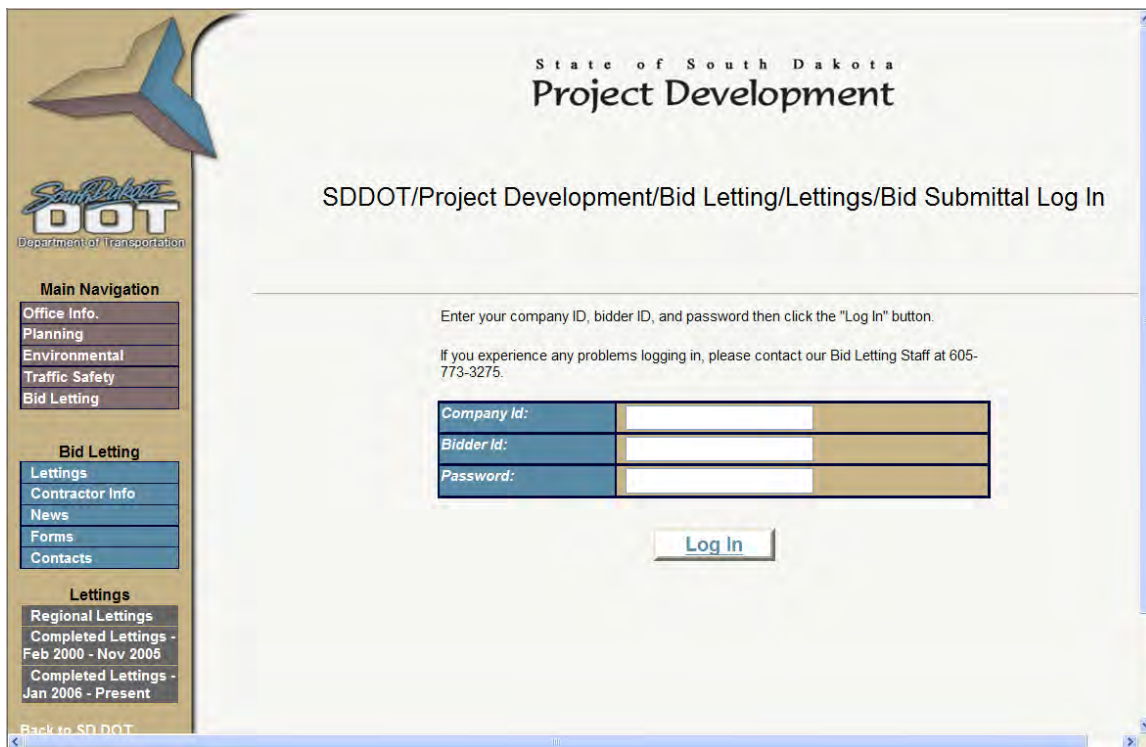 South Dakota
DOT
Department of Transportation
Main Navigation
Office Info.
Planning
Environmental
Traffic Safety
Bid Letting
Bid Letting
Lettings
Contractor Info
News
Forms
Contacts
Lettings
Regional Lettings
Completed Lettings -
Feb 2000 - Nov 2005
Completed Lettings -
Jan 2006 - Present
Back to SD DOT
State of South Dakota
Project Development
SDDOT/Project Development/Bid Letting/Lettings/Bid Submittal Log In
Enter your company ID, bidder ID, and password then click the "Log In" button.
If you experience any problems logging in, please contact our Bid Letting Staff at 605-
773-3275.
Company Id:
Bidder Id:
Password:
Log In